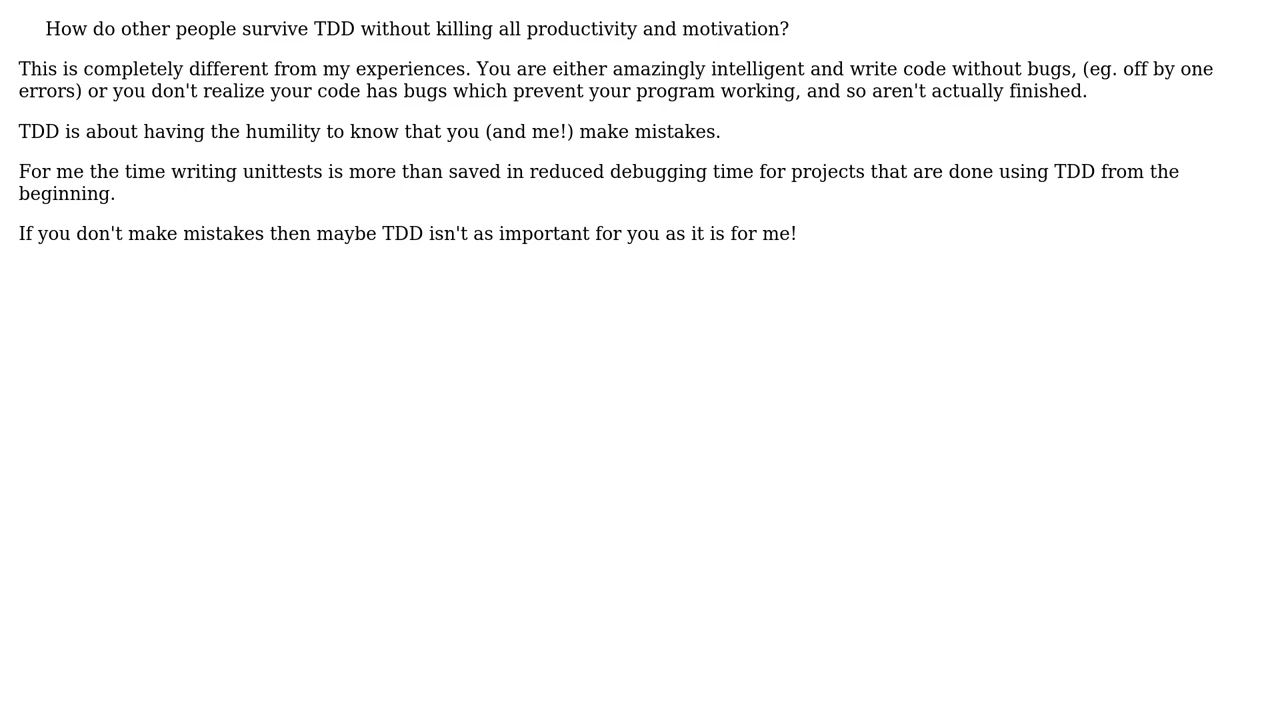 How do other people survive TDD without killing all productivity and motivation?
This is completely different from my experiences. You are either amazingly intelligent and write code without bugs, (eg. off by one
errors) or you don't realize your code has bugs which prevent your program working, and so aren't actually finished.
TDD is about having the humility to know that you (and me!) make mistakes.
For me the time writing unittests is more than saved in reduced debugging time for projects that are done using TDD from the
beginning.
If you don't make mistakes then maybe TDD isn't as important for you as it is for me!